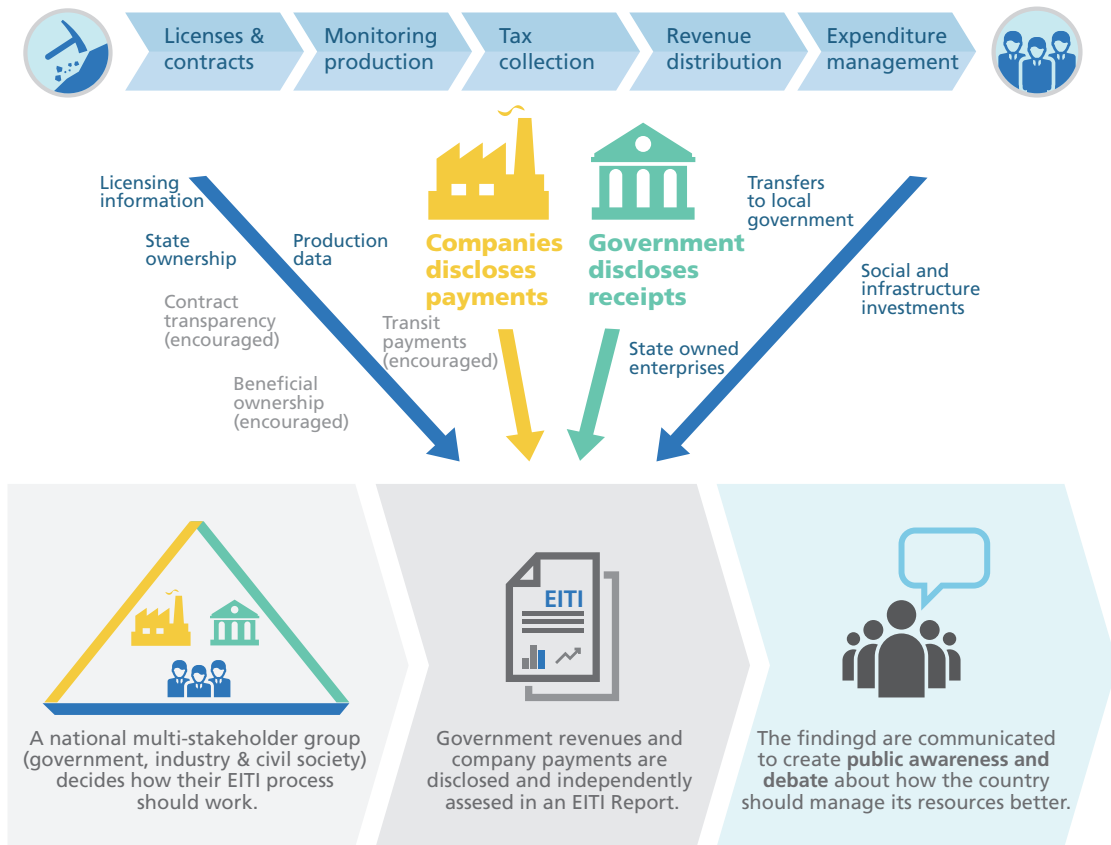 Licenses &
contracts
Monitoring
production
Tax
collection
Revenue
distribution
Expenditure
management
Licensing
information
State
ownership
Contract
transparency
(encouraged)
Beneficial
ownership
(encouraged)
Production
data
Transit
payments
(encouraged)
Companies
discloses
payments
Government
discloses
receipts
State owned
enterprises
Transfers
to local
government
Social and
infrastructure
investments
A national multi-stakeholder group
(government, industry & civil society)
decides how their EITI process
should work.
EITI
Government revenues and
company payments are
disclosed and independently
assesed in an EITI Report.
The findingd are communicated
to create public awareness and
debate about how the country
should manage its resources better.